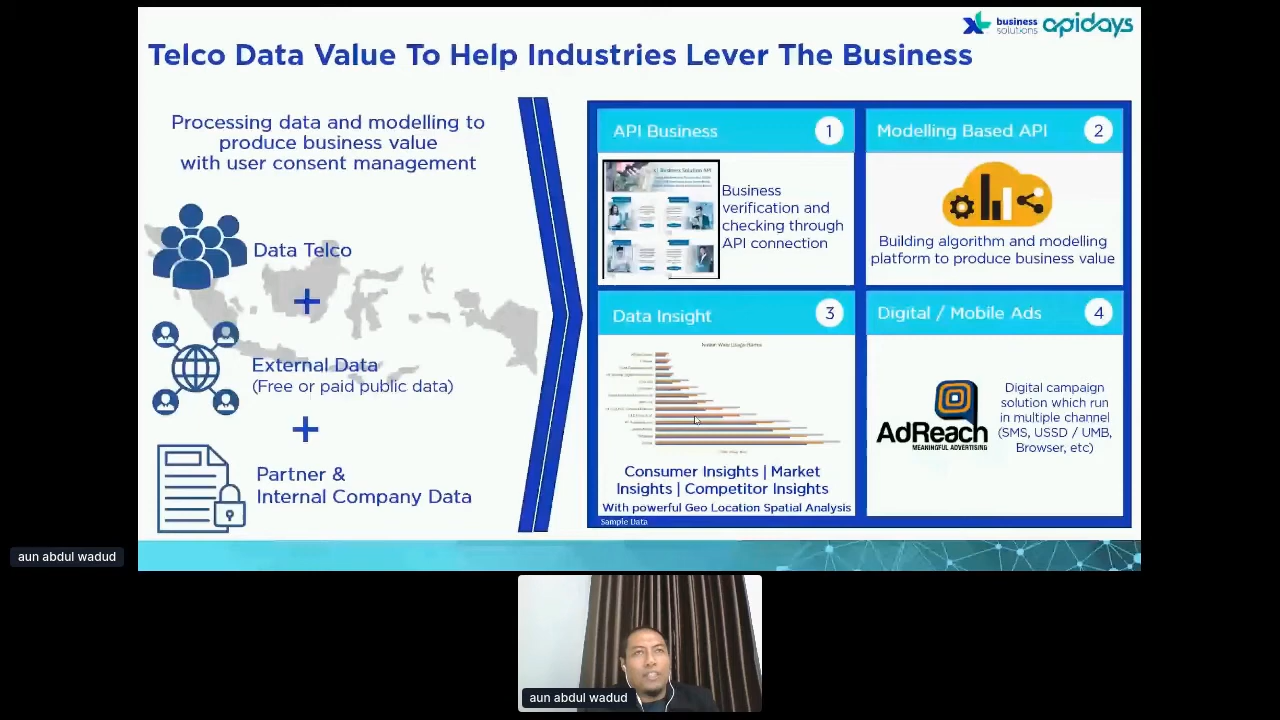 business
solutions
apidays
Telco Data Value To Help Industries Lever The Business
Processing data and modelling to
produce business value
with user consent management
Data Telco
+
External Data
(Free or paid public data)
+
Partner &
Internal Company Data
API Business
1
Business Solution API
Business
verification and
checking through
API connection
Modelling Based API
2
Building algorithm and modelling
platform to produce business value
Data Insight
3
Consumer Insights | Market
Insights | Competitor Insights
With powerful Geo Location Spatial Analysis
Sample Data
Digital / Mobile Ads
4
AdReach
MEANINGFUL ADVERTISING
Digital campaign
solution which run
in multiple channel
(SMS, USSD / UMB,
Browser, etc)
aun abdul wadud
aun abdul wadud